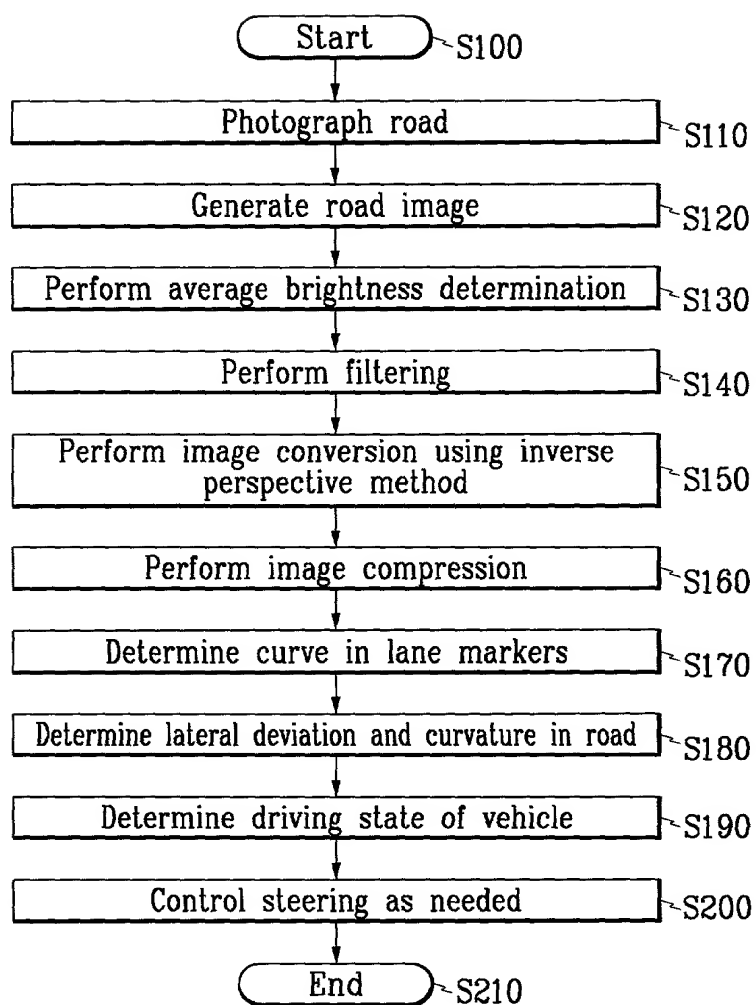 Start
S100
Photograph road
S110
Generate road image
S120
Perform average brightness determination
S130
Perform filtering
S140
Perform image conversion using inverse
perspective method
S150
Perform image compression
S160
Determine curve in lane markers
S170
Determine lateral deviation and curvature in road
S180
Determine driving state of vehicle
S190
Control steering as needed
S200
End
S210